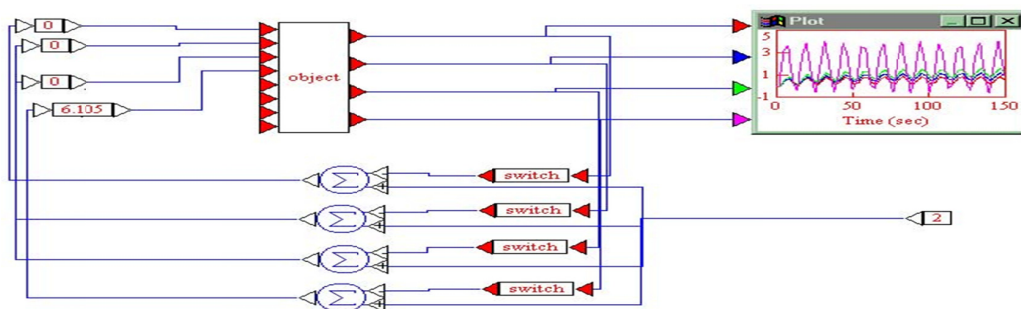 0
0
0
6.105
object
Plot
5
3
1
-1
0
50
100
150
Time (sec)
Σ
-
+
switch
Σ
-
+
switch
Σ
-
+
switch
Σ
-
+
switch
2